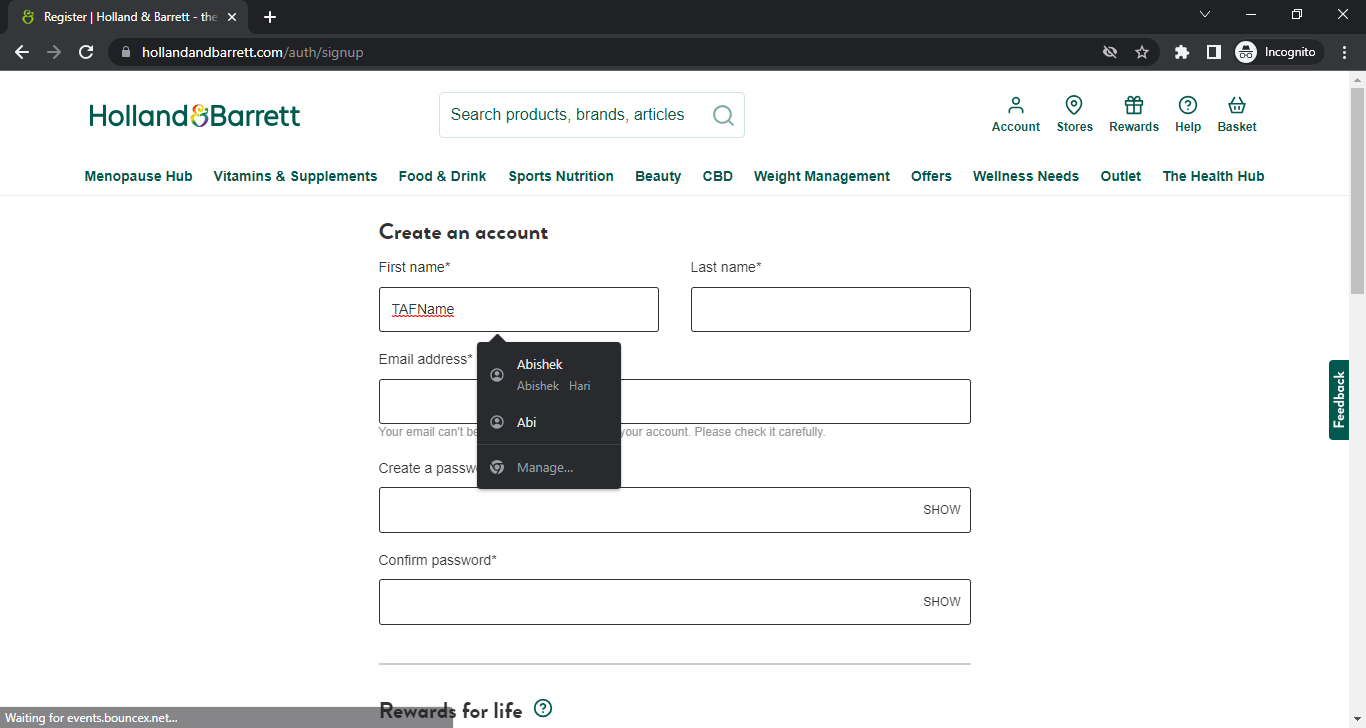 Register | Holland & Barrett - the
hollandandbarrett.com/auth/signup
Incognito
Holland&Barrett
Search products, brands, articles
Account
Stores
Rewards
Help
Basket
Menopause Hub
Vitamins & Supplements
Food & Drink
Sports Nutrition
Beauty
CBD
Weight Management
Offers
Wellness Needs
Outlet
The Health Hub
Create an account
First name*
Last name*
TAFName
Email address*
Abishek
Abishek Hari
Abi
Manage...
Your email can't be
your account. Please check it carefully.
Create a passw
SHOW
Confirm password*
SHOW
Rewards for life
Feedback
Waiting for events.bouncex.net...